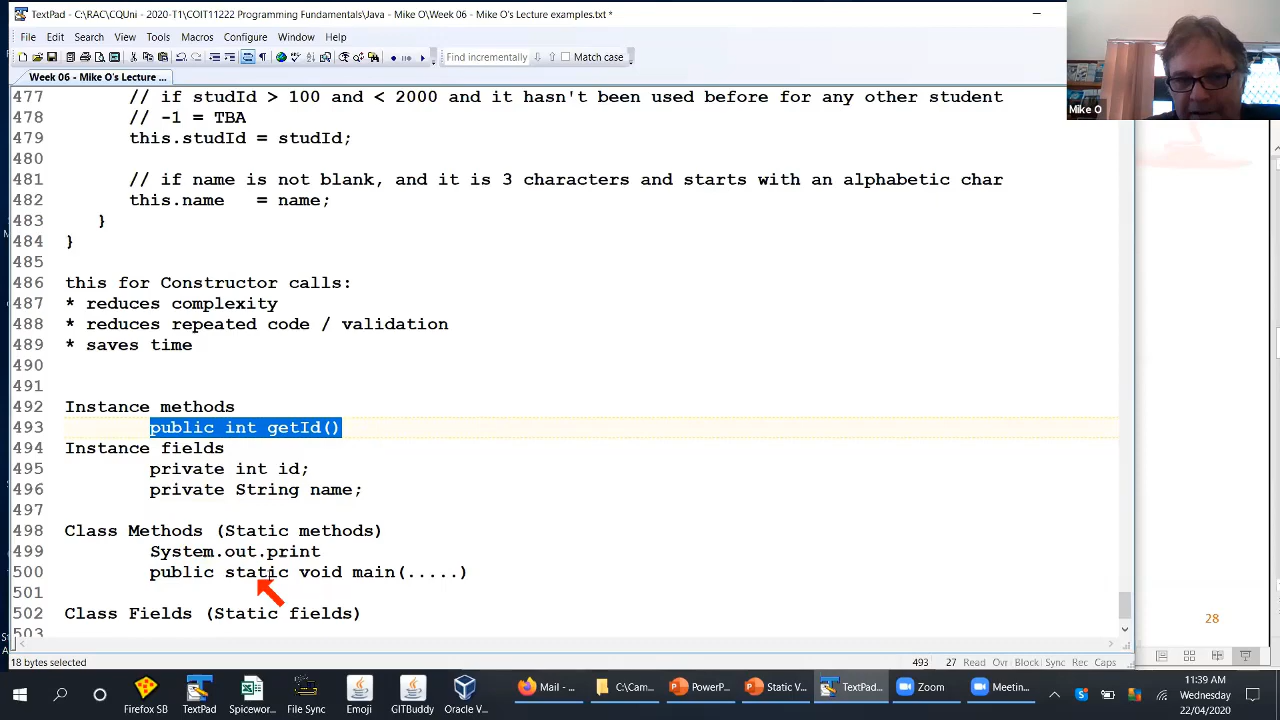 TextPad - C:\RAC\CQUni - 2020-T1\COIT11222 Programming Fundamentals\Java - Mike O\Week 06 - Mike O's Lecture examples.txt *
File Edit Search View Tools Macros Configure Window Help
Find incrementally Match case
Week 06 - Mike O's Lecture ...
Mike O
477 // if studId > 100 and < 2000 and it hasn't been used before for any other student
478 // -1 = TBA
479 this.studId = studId;
480
481 // if name is not blank, and it is 3 characters and starts with an alphabetic char
482 this.name = name;
483 }
484 }
485
486 this for Constructor calls:
487 * reduces complexity
488 * reduces repeated code / validation
489 * saves time
490
491
492 Instance methods
493 public int getId()
494 Instance fields
495 private int id;
496 private String name;
497
498 Class Methods (Static methods)
499 System.out.print
500 public static void main(.....)
501
502 Class Fields (Static fields)
503
28
18 bytes selected 493 27 Read Ovr Block Sync Rec Caps
Firefox SB TextPad Spicewor... File Sync Emoji GITBuddy Oracle V...
Mail - ... C:\Cam... PowerP... Static V... TextPad... Zoom Meetin...
11:39 AM
Wednesday
22/04/2020